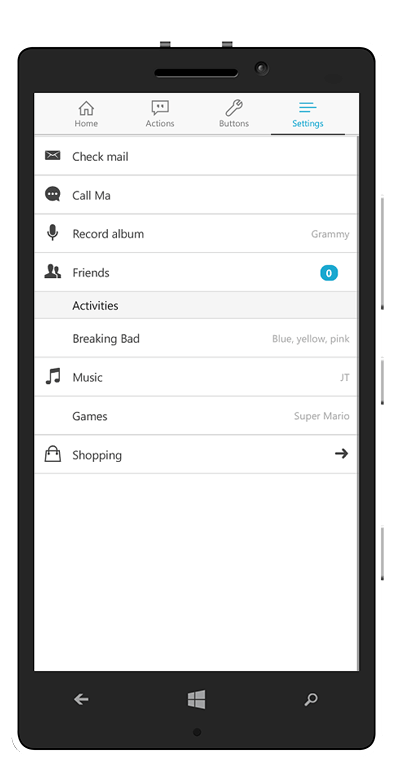 Home Actions Buttons Settings
Check mail
Call Ma
Record album Grammy
Friends 0
Activities
Breaking Bad Blue, yellow, pink
Music JT
Games Super Mario
Shopping